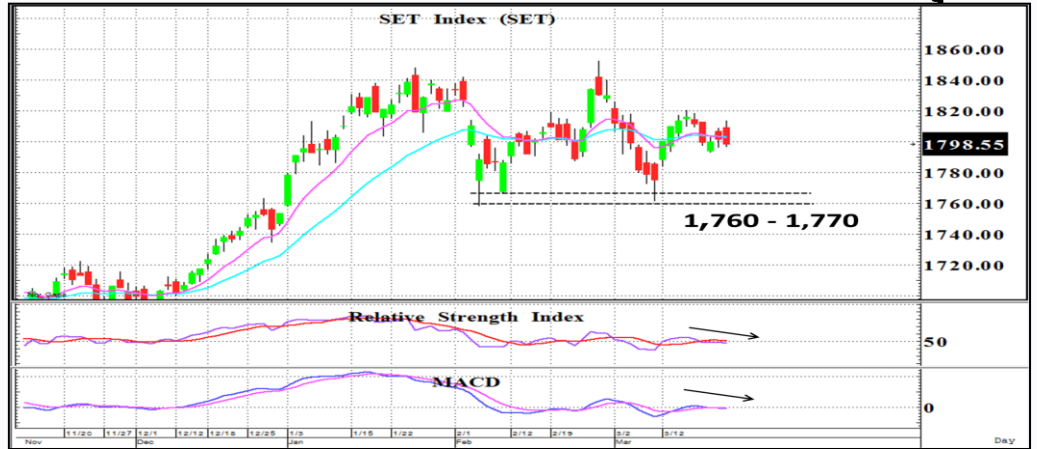 SET Index (SET)
1860.00
1840.00
1820.00
1798.55
1780.00
1760.00
1,760 - 1,770
1740.00
1720.00
Relative Strength Index
50
MACD
0
11/20 11/27 12/12 12/18 12/25 1/3 1/15 1/22 2/1 2/12 2/19 3/2 3/12
Nov Dec Jan Feb Mar Day